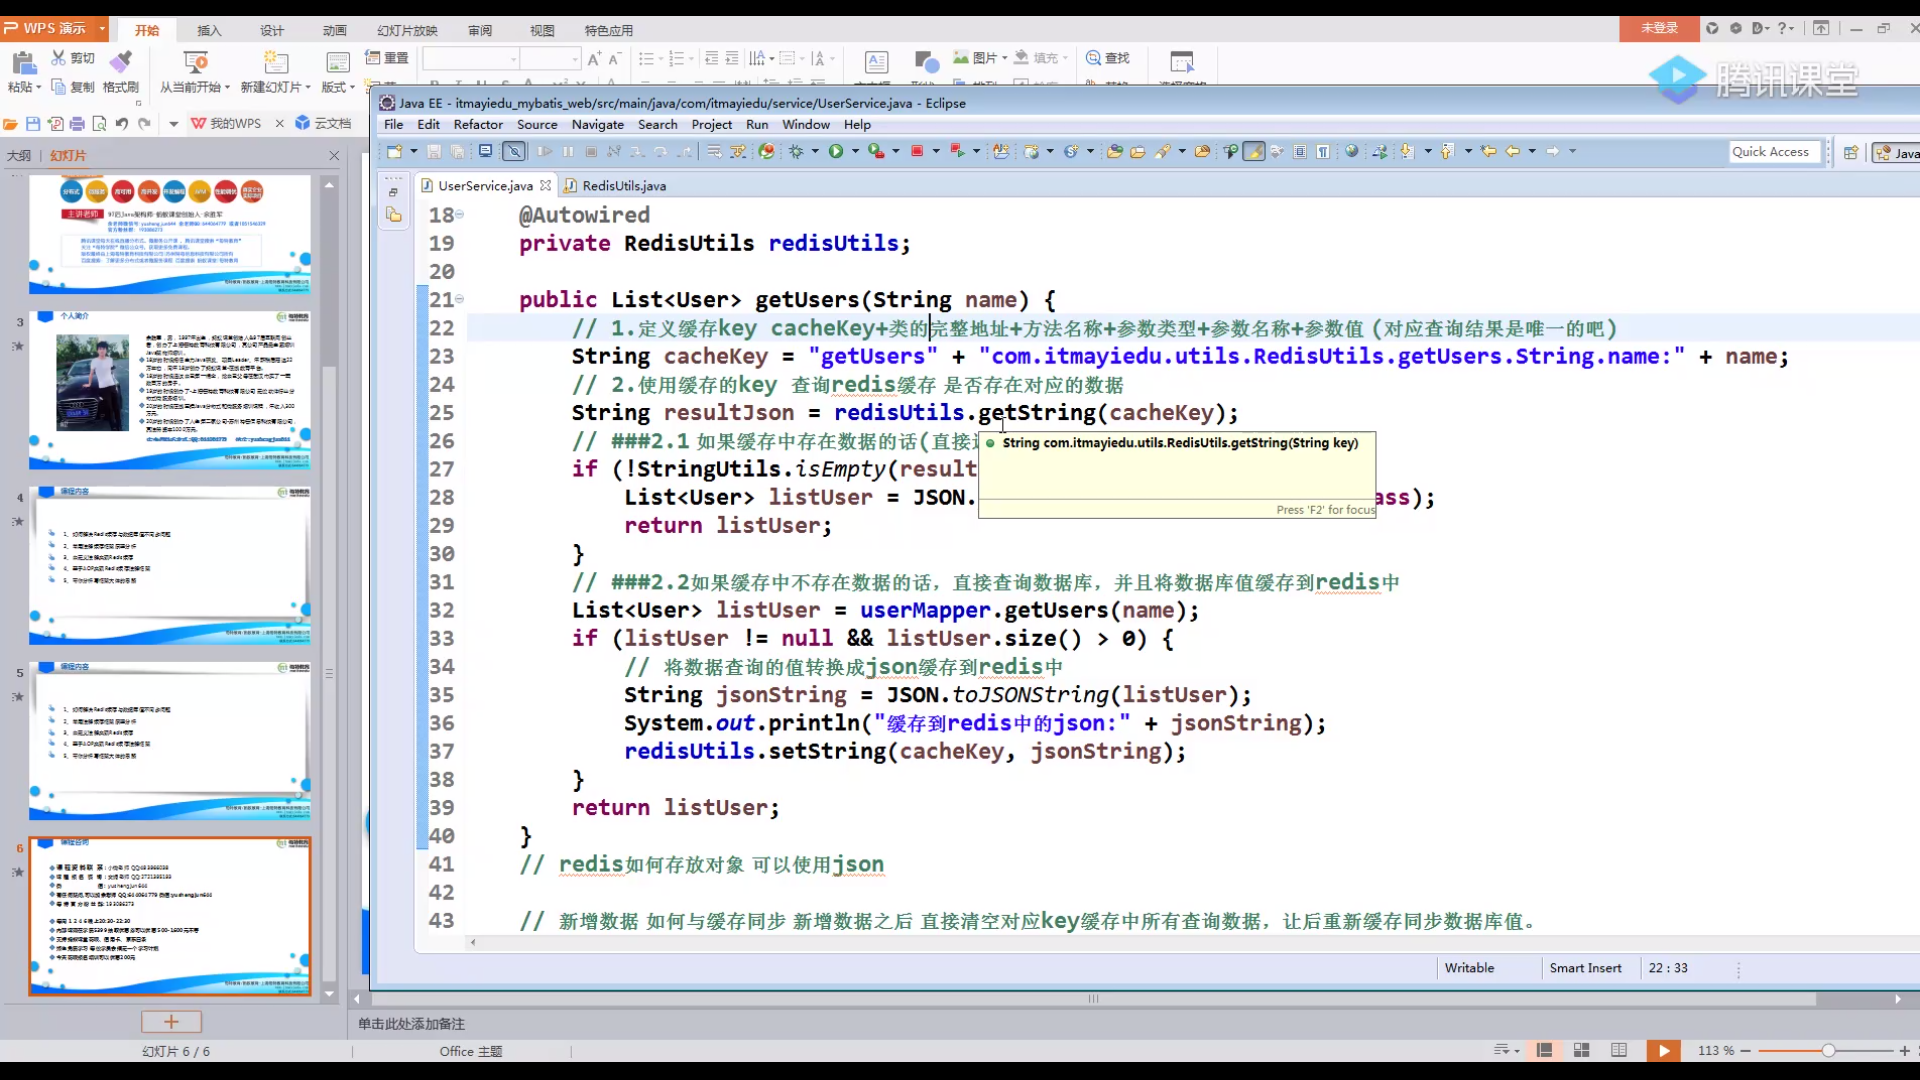 WPS 演示
开始
插入
设计
动画
幻灯片放映
审阅
视图
特色应用
未登录
粘贴
剪切
复制
格式刷
从当前开始
新建幻灯片
版式
重置
图片
填充
查找
腾讯课堂
我的WPS
云文档
大纲
幻灯片
Java EE - itmayiedu_mybatis_web/src/main/java/com/itmayiedu/service/UserService.java - Eclipse
File Edit Refactor Source Navigate Search Project Run Window Help
Quick Access
Java
UserService.java
RedisUtils.java
18 @Autowired
19 private RedisUtils redisUtils;
20
21 public List<User> getUsers(String name) {
22 // 1.定义缓存key cacheKey+类的完整地址+方法名称+参数类型+参数名称+参数值 (对应查询结果是唯一的吧)
23 String cacheKey = "getUsers" + "com.itmayiedu.utils.RedisUtils.getUsers.String.name:" + name;
24 // 2.使用缓存的key 查询redis缓存 是否存在对应的数据
25 String resultJson = redisUtils.getString(cacheKey);
26 // ###2.1 如果缓存中存在数据的话(直接
String com.itmayiedu.utils.RedisUtils.getString(String key)
27 if (!StringUtils.isEmpty(result
28 List<User> listUser = JSON. ass);
Press 'F2' for focus
29 return listUser;
30 }
31 // ###2.2如果缓存中不存在数据的话, 直接查询数据库, 并且将数据库值缓存到redis中
32 List<User> listUser = userMapper.getUsers(name);
33 if (listUser != null && listUser.size() > 0) {
34 // 将数据查询的值转换成json缓存到redis中
35 String jsonString = JSON.toJSONString(listUser);
36 System.out.println("缓存到redis中的json:" + jsonString);
37 redisUtils.setString(cacheKey, jsonString);
38 }
39 return listUser;
40 }
41 // redis如何存放对象 可以使用json
42
43 // 新增数据 如何与缓存同步 新增数据之后 直接清空对应key缓存中所有查询数据, 让后重新缓存同步数据库值。
Writable
Smart Insert
22 : 33
3
个人简介
4
课程内容
5
课程内容
6
课程咨询
单击此处添加备注
幻灯片 6 / 6
Office 主题
113 %